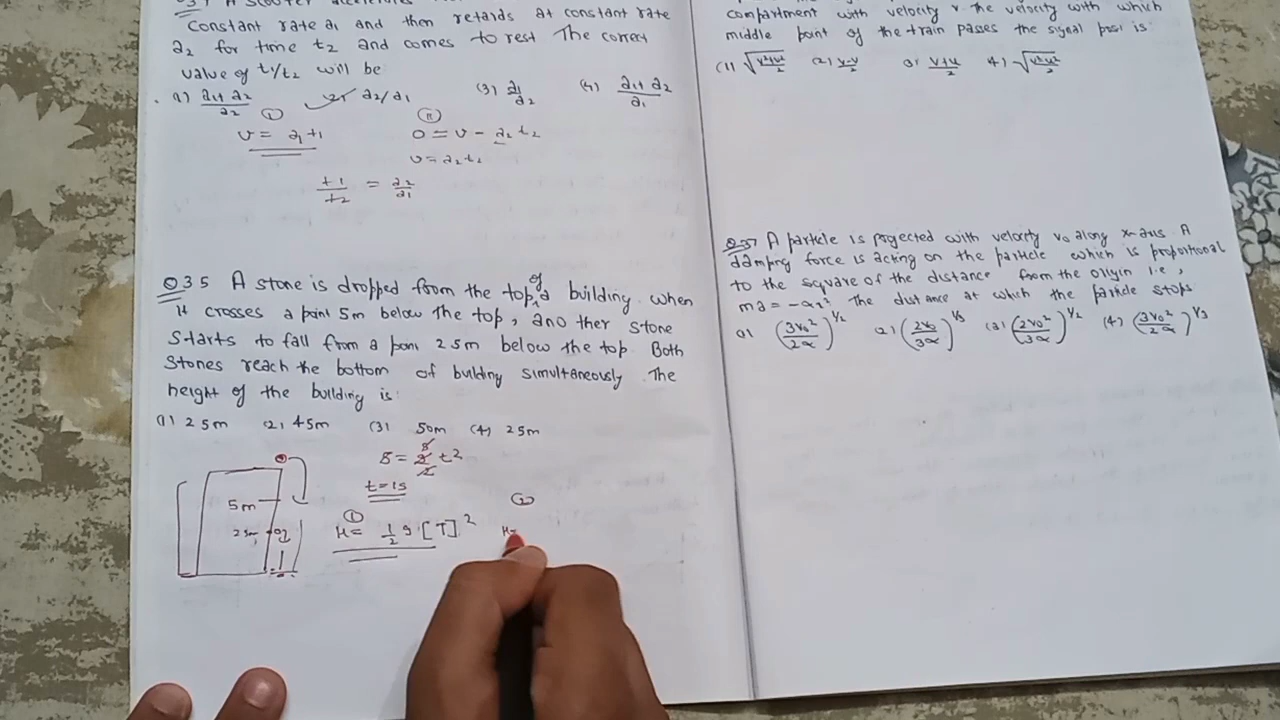 Constant rate a1 and then retards at constant rate
a2 for time t2 and comes to rest The correct
value of t1/t2 will be
(1) a1+a2/a2 (2) a2/a1 (3) a1/a2 (4) a1+a2/a1
(I) (II)
v = a1t1 0 = v - a2t2
v = a2t2
t1/t2 = a2/a1
Q35 A stone is dropped from the top of a building. When
it crosses a point 5m below the top, another stone
starts to fall from a point 25m below the top Both
Stones reach the bottom of building simultaneously The
height of the building is:
(1) 25m (2) 45m (3) 50m (4) 25m
t = 1s
5m
25m
(1)
H = 1/2 g [T]²
(2)
H=
compartment with velocity v the velocity with which
middle point of the train passes the signal post is:
Q37 A particle is projected with velocity v0 along x-axis A
damping force is acting on the particle which is proportional
to the square of the distance from the origin i.e,
ma = -αx² The distance at which the particle stops
(1) (3v0²/2α)^1/2 (2) (2v0/3α)^1/3 (3) (2v0²/3α)^1/2 (4) (3v0²/2α)^1/3